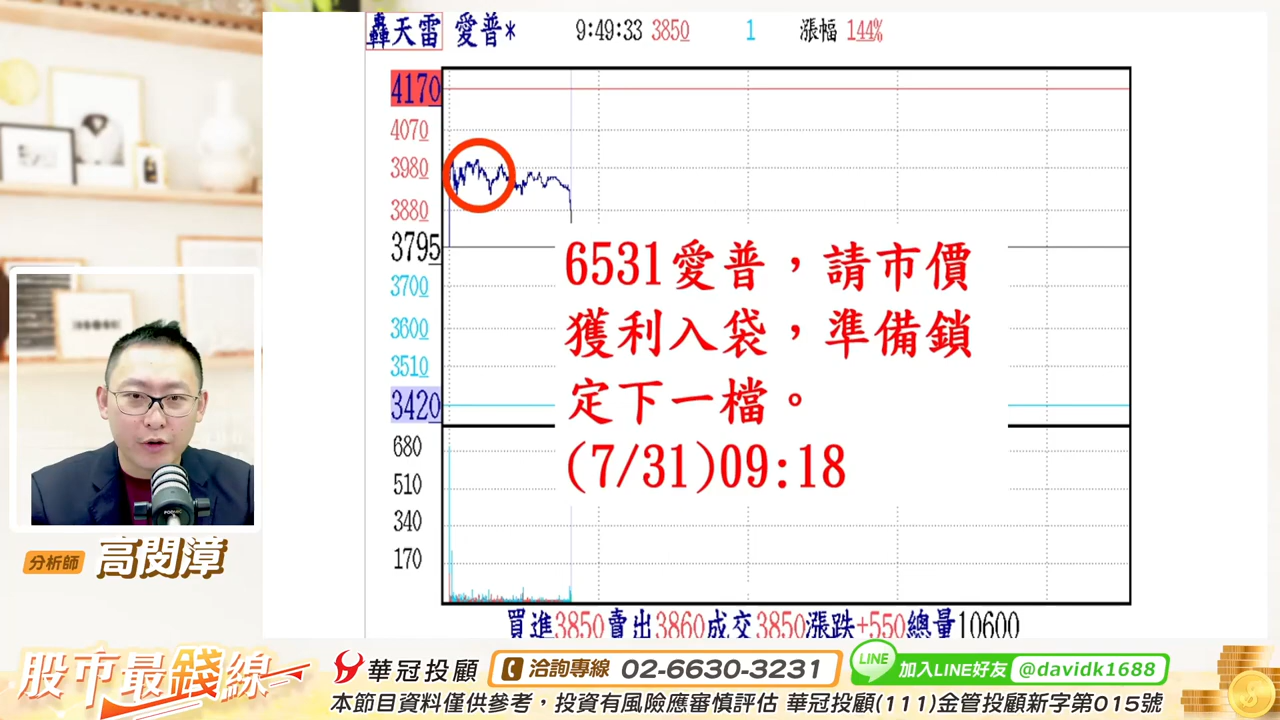 轟天雷 愛普* 9:49:33 3850 1 漲幅 144%
4170
4070
3980
3880
3795
3700
3600
3510
3420
680
510
340
170
6531愛普,請市價
獲利入袋,準備鎖
定下一檔。
(7/31)09:18
買進3850賣出3860成交3850漲跌+550總量10600
分析師 高閔漳
股市最錢線
華冠投顧 洽詢專線 02-6630-3231 LINE 加入LINE好友 @davidk1688
本節目資料僅供參考,投資有風險應審慎評估 華冠投顧(111)金管投顧新字第015號